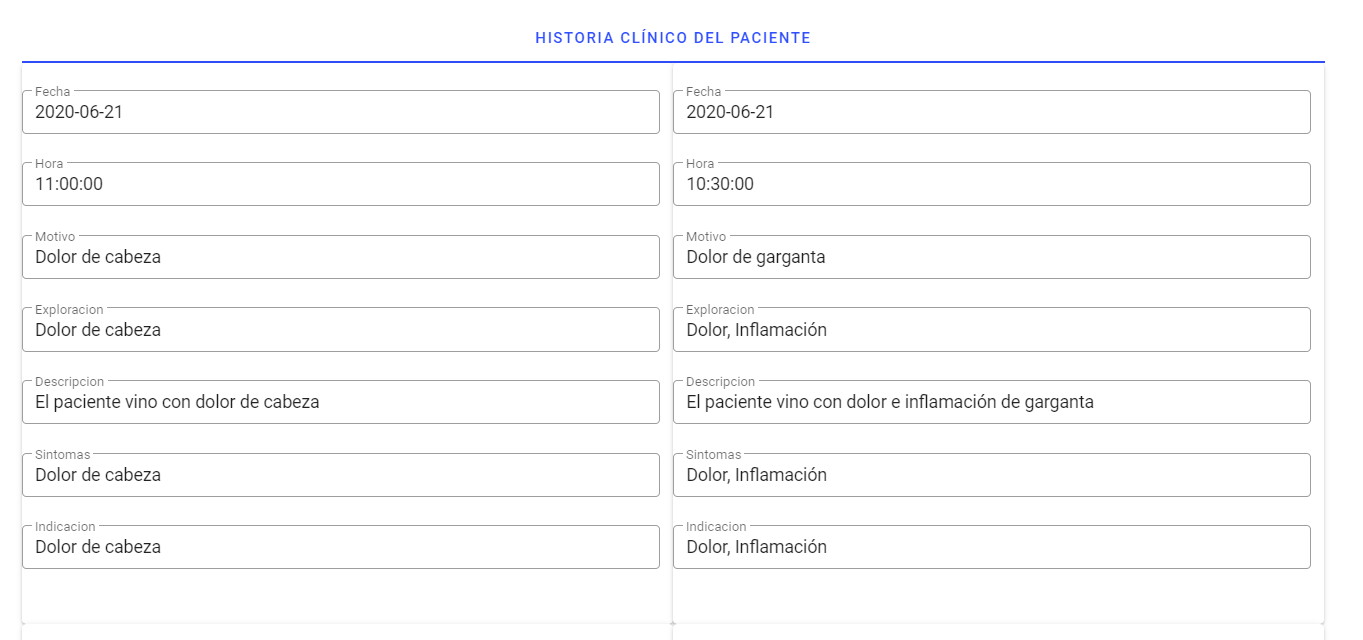 HISTORIA CLÍNICO DEL PACIENTE
Fecha
2020-06-21
Hora
11:00:00
Motivo
Dolor de cabeza
Exploracion
Dolor de cabeza
Descripcion
El paciente vino con dolor de cabeza
Sintomas
Dolor de cabeza
Indicacion
Dolor de cabeza
Fecha
2020-06-21
Hora
10:30:00
Motivo
Dolor de garganta
Exploracion
Dolor, Inflamación
Descripcion
El paciente vino con dolor e inflamación de garganta
Sintomas
Dolor, Inflamación
Indicacion
Dolor, Inflamación